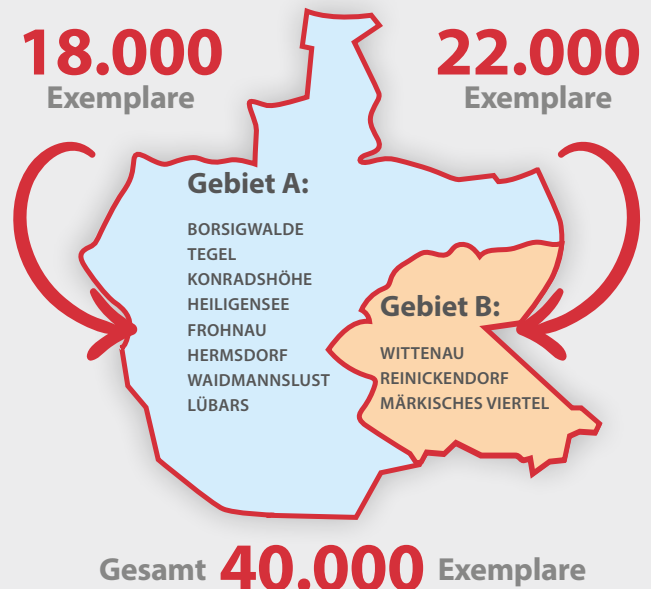 18.000
Exemplare
22.000
Exemplare
Gebiet A:
BORSIGWALDE
TEGEL
KONRADSHÖHE
HEILIGENSEE
FROHNAU
HERMSDORF
WAIDMANNSLUST
LÜBARS
Gebiet B:
WITTENAU
REINICKENDORF
MÄRKISCHES VIERTEL
Gesamt 40.000 Exemplare